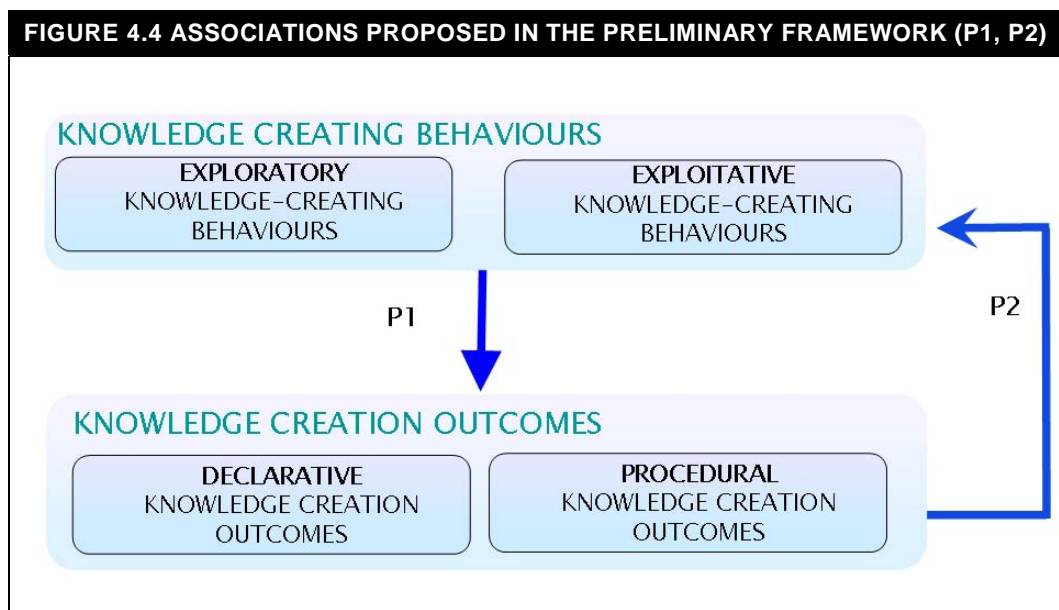 FIGURE 4.4 ASSOCIATIONS PROPOSED IN THE PRELIMINARY FRAMEWORK (P1, P2)
KNOWLEDGE CREATING BEHAVIOURS
EXPLORATORY
KNOWLEDGE-CREATING
BEHAVIOURS
EXPLOITATIVE
KNOWLEDGE-CREATING
BEHAVIOURS
P1
P2
KNOWLEDGE CREATION OUTCOMES
DECLARATIVE
KNOWLEDGE CREATION
OUTCOMES
PROCEDURAL
KNOWLEDGE CREATION
OUTCOMES